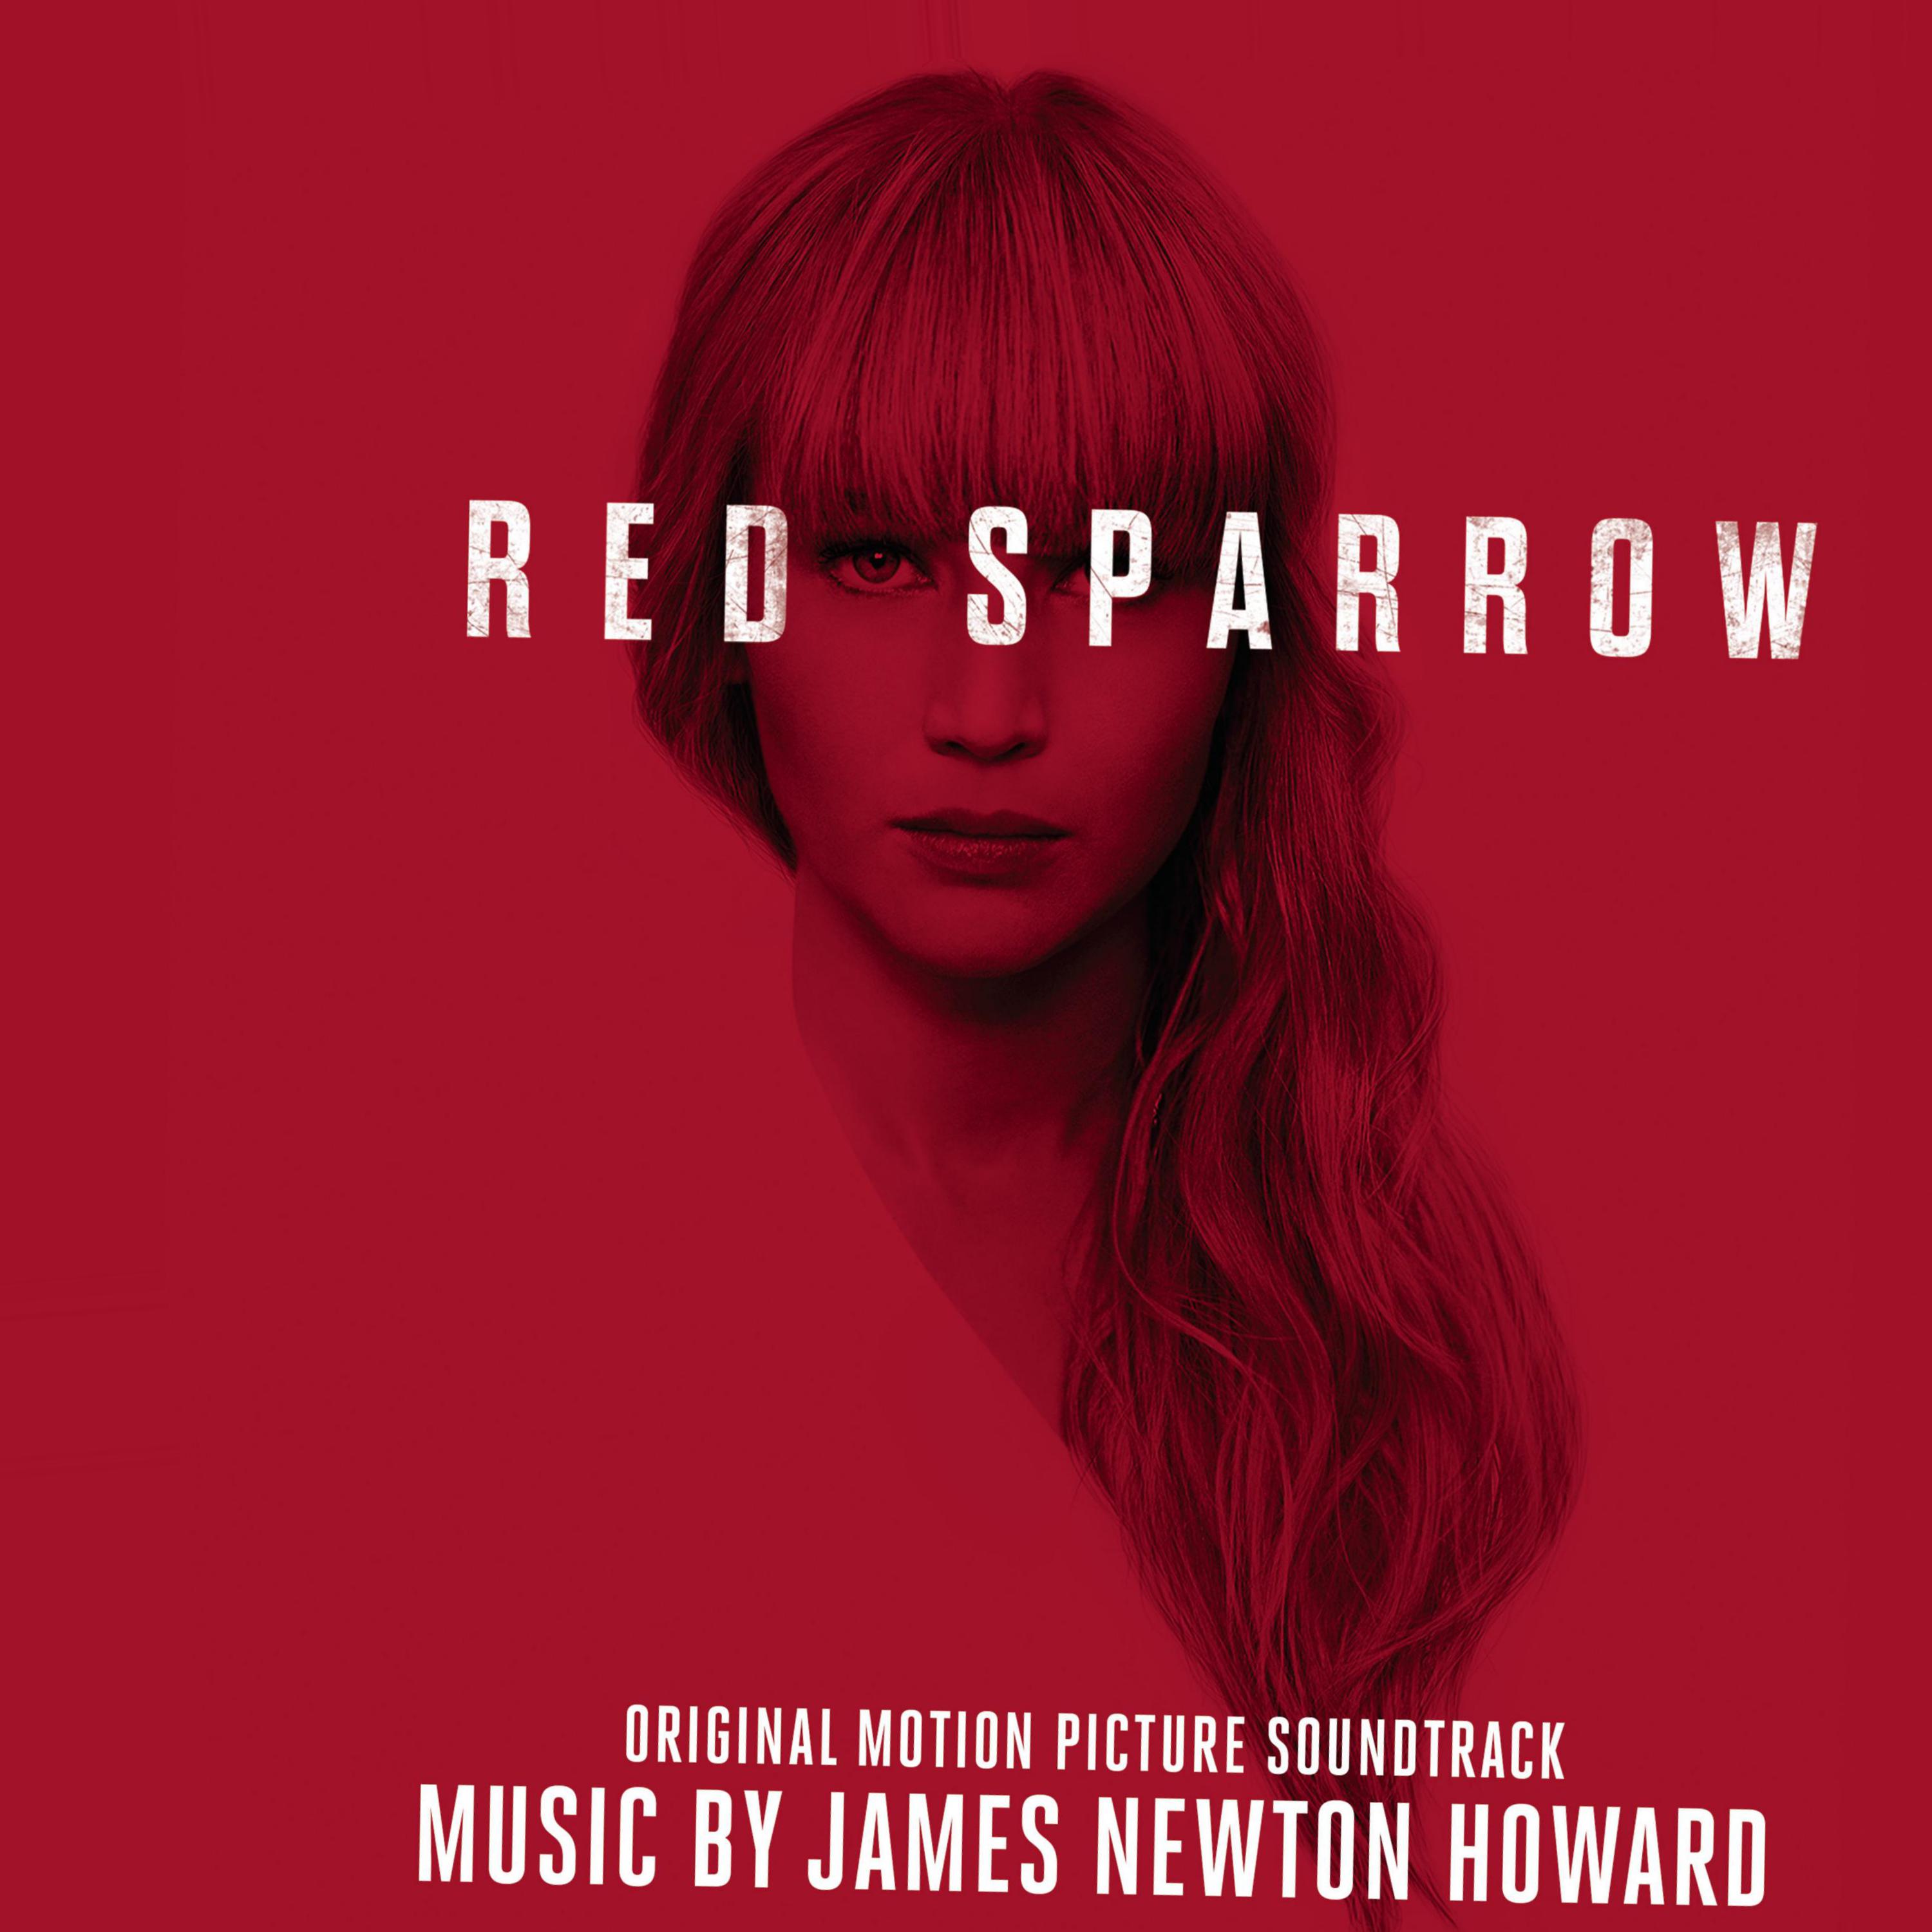 RED SPARROW
ORIGINAL MOTION PICTURE SOUNDTRACK
MUSIC BY JAMES NEWTON HOWARD